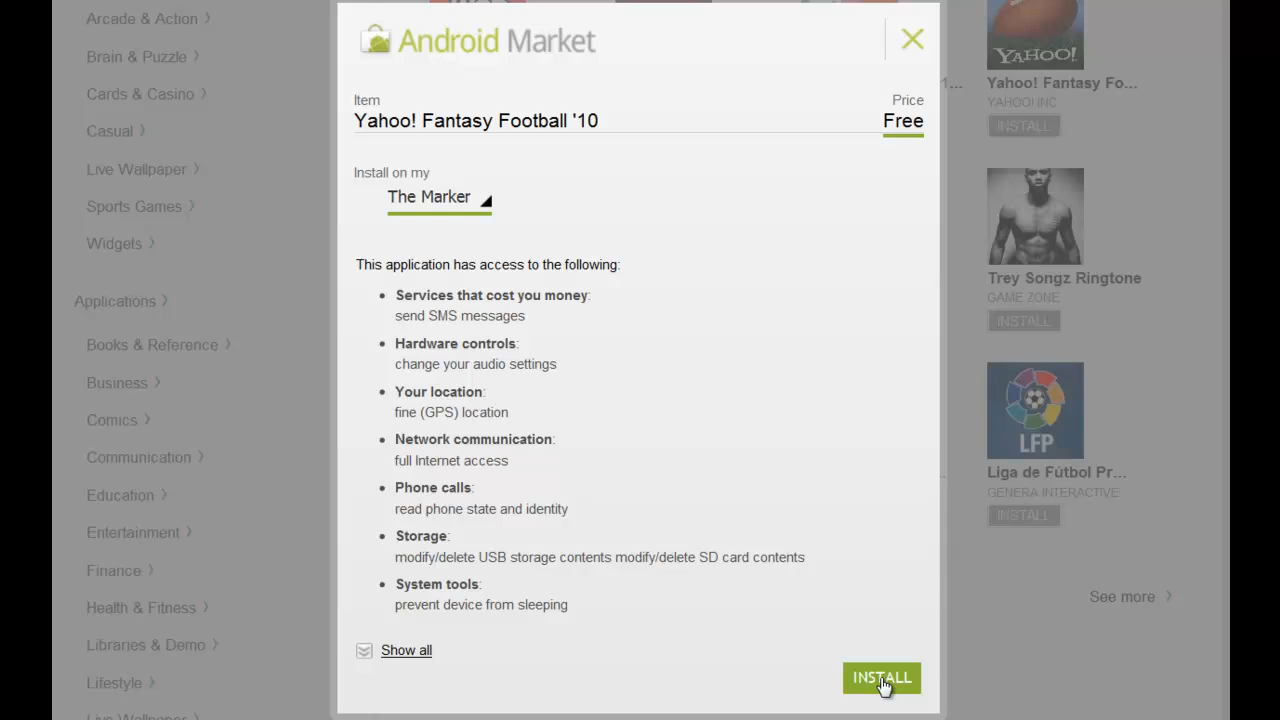 Arcade & Action
Brain & Puzzle
Cards & Casino
Casual
Live Wallpaper
Sports Games
Widgets
Applications
Books & Reference
Business
Comics
Communication
Education
Entertainment
Finance
Health & Fitness
Libraries & Demo
Lifestyle
Live Wallpaper
Android Market
Item
Price
Yahoo! Fantasy Football '10
Free
Install on my
The Marker
This application has access to the following:
Services that cost you money:
send SMS messages
Hardware controls:
change your audio settings
Your location:
fine (GPS) location
Network communication:
full Internet access
Phone calls:
read phone state and identity
Storage:
modify/delete USB storage contents modify/delete SD card contents
System tools:
prevent device from sleeping
Show all
INSTALL
YAHOO!
Yahoo! Fantasy Fo...
YAHOO! INC
INSTALL
Trey Songz Ringtone
GAME ZONE
INSTALL
LFP
Liga de Fútbol Pr...
GENERA INTERACTIVE
INSTALL
See more